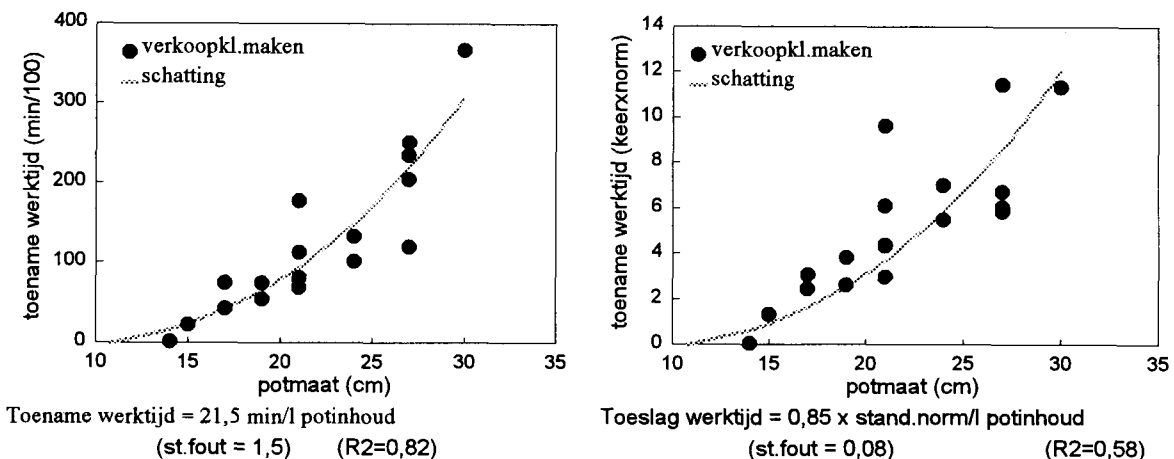 400
300
200
100
0
toename werktijd (min/100)
verkoopkl.maken
schatting
10 15 20 25 30 35
potmaat (cm)
Toename werktijd = 21,5 min/l potinhoud
(st.fout = 1,5) (R2=0,82)
14
12
10
8
6
4
2
0
toename werktijd (keerxnorm)
verkoopkl.maken
schatting
10 15 20 25 30 35
potmaat (cm)
Toeslag werktijd = 0,85 x stand.norm/l potinhoud
(st.fout = 0,08) (R2=0,58)